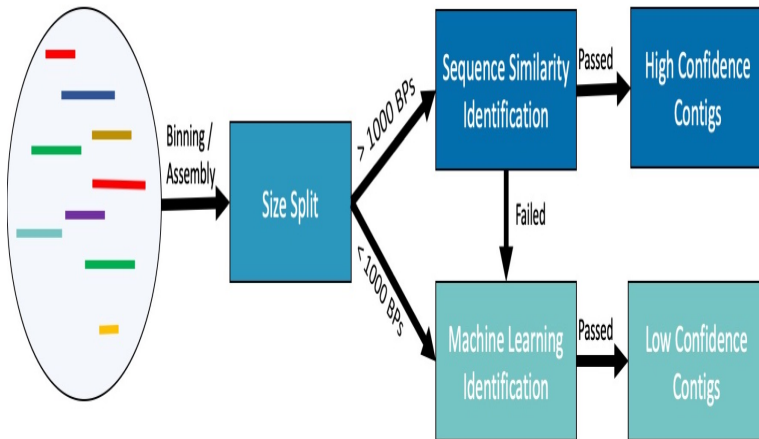 Binning /
Assembly
Size Split
> 1000 BPs
< 1000 BPs
Sequence Similarity
Identification
Passed
High Confidence
Contigs
Failed
Machine Learning
Identification
Passed
Low Confidence
Contigs